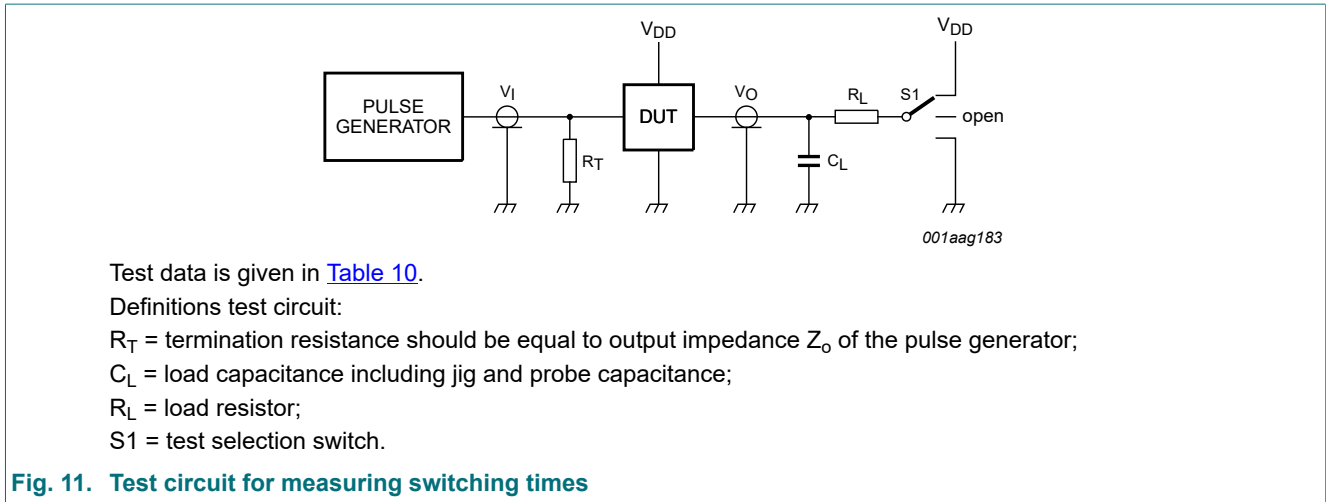 VDD
VDD
PULSE
GENERATOR
VI
DUT
VO
RL
S1
open
RT
CL
001aag183
Test data is given in Table 10.
Definitions test circuit:
RT = termination resistance should be equal to output impedance Zo of the pulse generator;
CL = load capacitance including jig and probe capacitance;
RL = load resistor;
S1 = test selection switch.
Fig. 11. Test circuit for measuring switching times